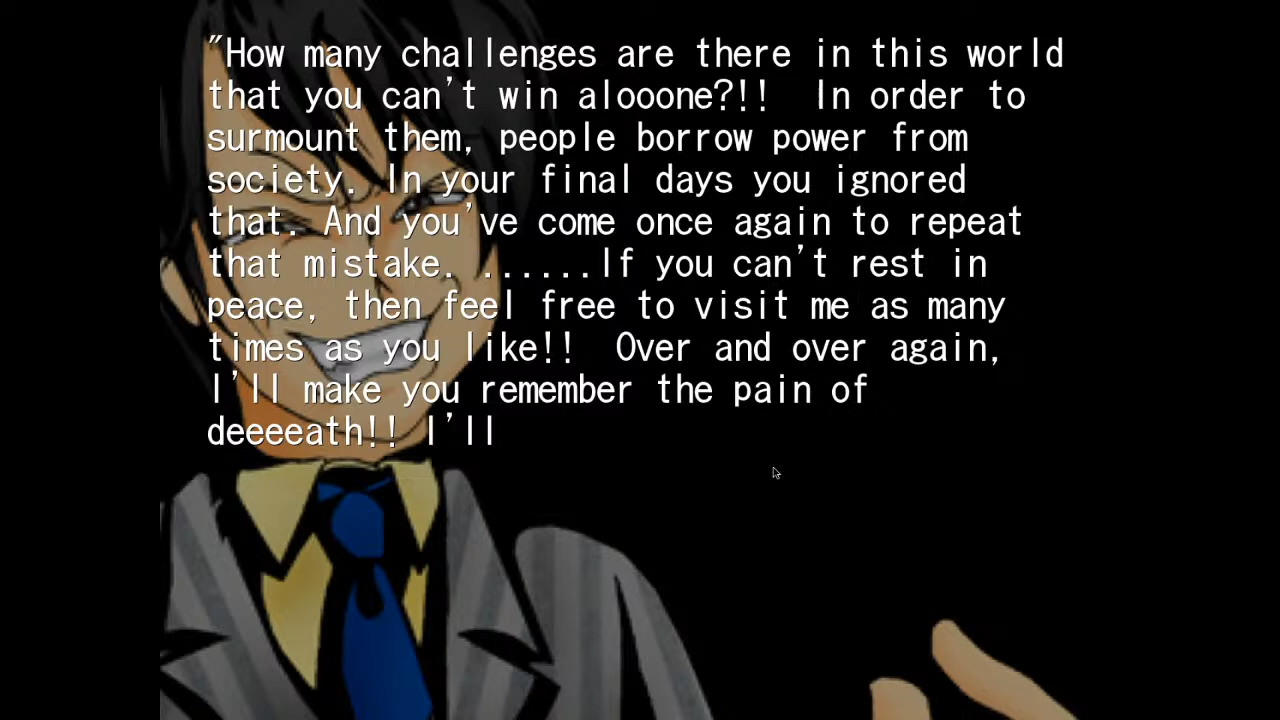 "How many challenges are there in this world
that you can't win alooone?!!  In order to
surmount them, people borrow power from
society. In your final days you ignored
that. And you've come once again to repeat
that mistake. ......If you can't rest in
peace, then feel free to visit me as many
times as you like!!  Over and over again,
I'll make you remember the pain of
deeeeath!! I'll